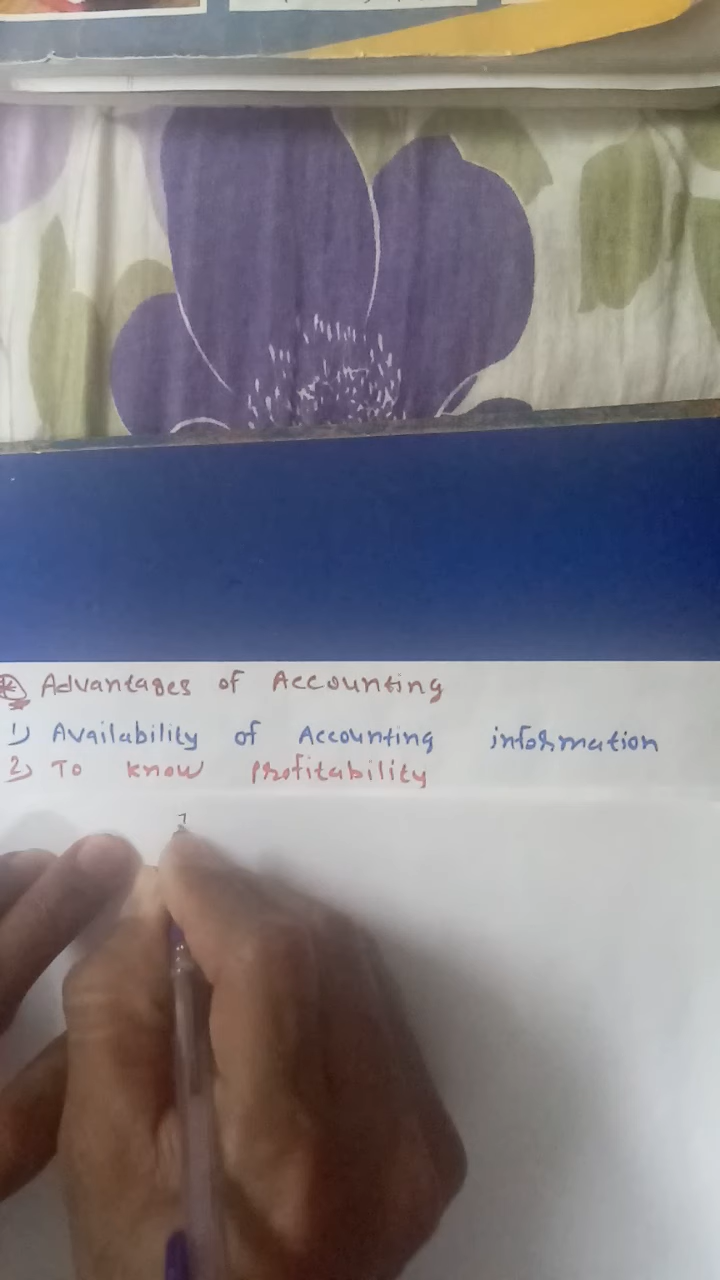 Advantages of Accounting
1) Availability of Accounting information
2) To know Profitability